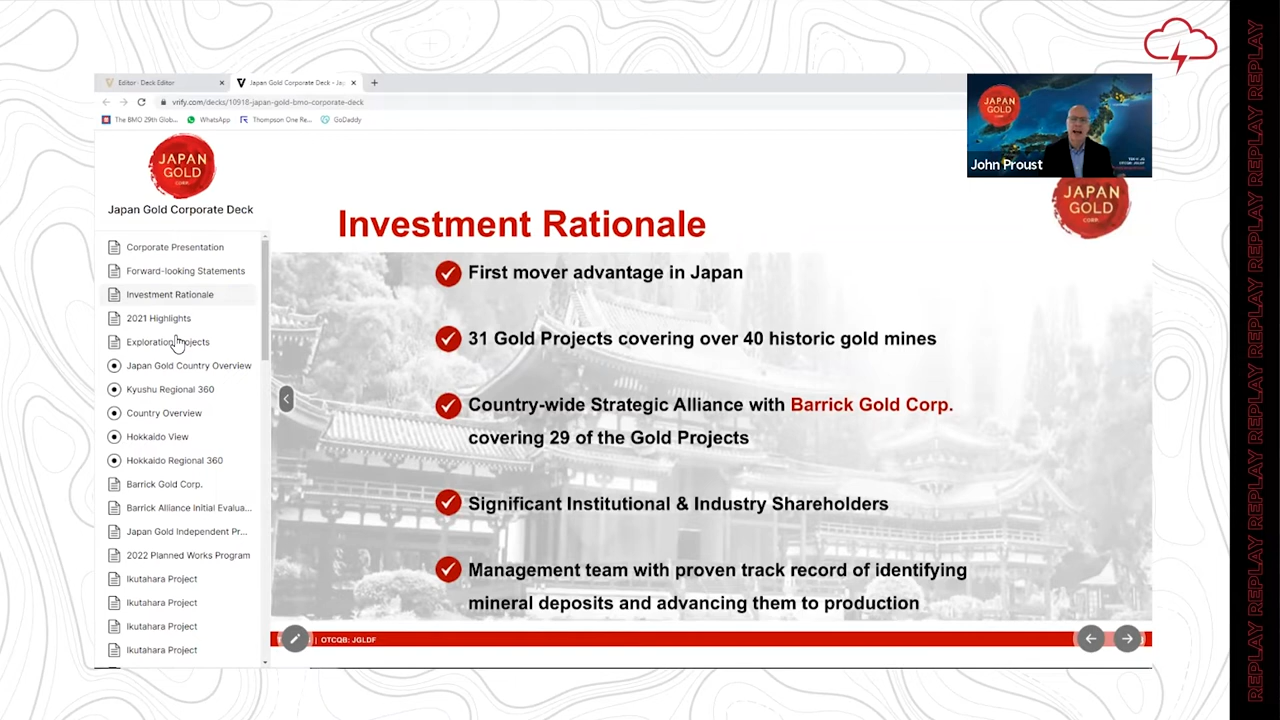 Editor - Deck Editor
Japan Gold Corporate Deck - Jap
vrify.com/decks/10918-japan-gold-bmo-corporate-deck
The BMO 29th Glob...
WhatsApp
Thompson One Re...
GoDaddy
JAPAN
GOLD
CORP.
Japan Gold Corporate Deck
Corporate Presentation
Forward-looking Statements
Investment Rationale
2021 Highlights
Exploration Projects
Japan Gold Country Overview
Kyushu Regional 360
Country Overview
Hokkaido View
Hokkaido Regional 360
Barrick Gold Corp.
Barrick Alliance Initial Evalua...
Japan Gold Independent Pr...
2022 Planned Works Program
Ikutahara Project
Ikutahara Project
Ikutahara Project
Ikutahara Project
JAPAN
GOLD
John Proust
JAPAN
GOLD
CORP.
Investment Rationale
First mover advantage in Japan
31 Gold Projects covering over 40 historic gold mines
Country-wide Strategic Alliance with Barrick Gold Corp.
covering 29 of the Gold Projects
Significant Institutional & Industry Shareholders
Management team with proven track record of identifying
mineral deposits and advancing them to production
| OTCQB: JGLDF
REPLAY REPLAY REPLAY REPLAY REPLAY REPLAY REPLAY REPLAY REPLAY